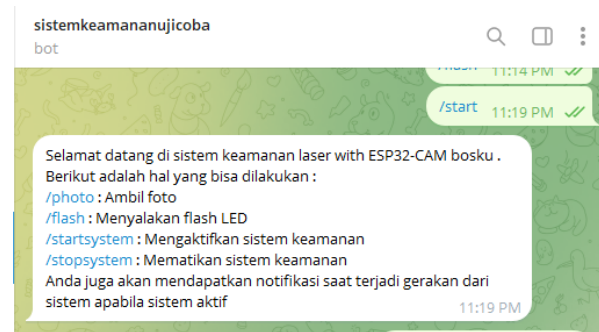 sistemkeamananujicoba
bot
11:14 PM
/start 11:19 PM
Selamat datang di sistem keamanan laser with ESP32-CAM bosku .
Berikut adalah hal yang bisa dilakukan :
/photo : Ambil foto
/flash : Menyalakan flash LED
/startsystem : Mengaktifkan sistem keamanan
/stopsystem : Mematikan sistem keamanan
Anda juga akan mendapatkan notifikasi saat terjadi gerakan dari
sistem apabila sistem aktif
11:19 PM